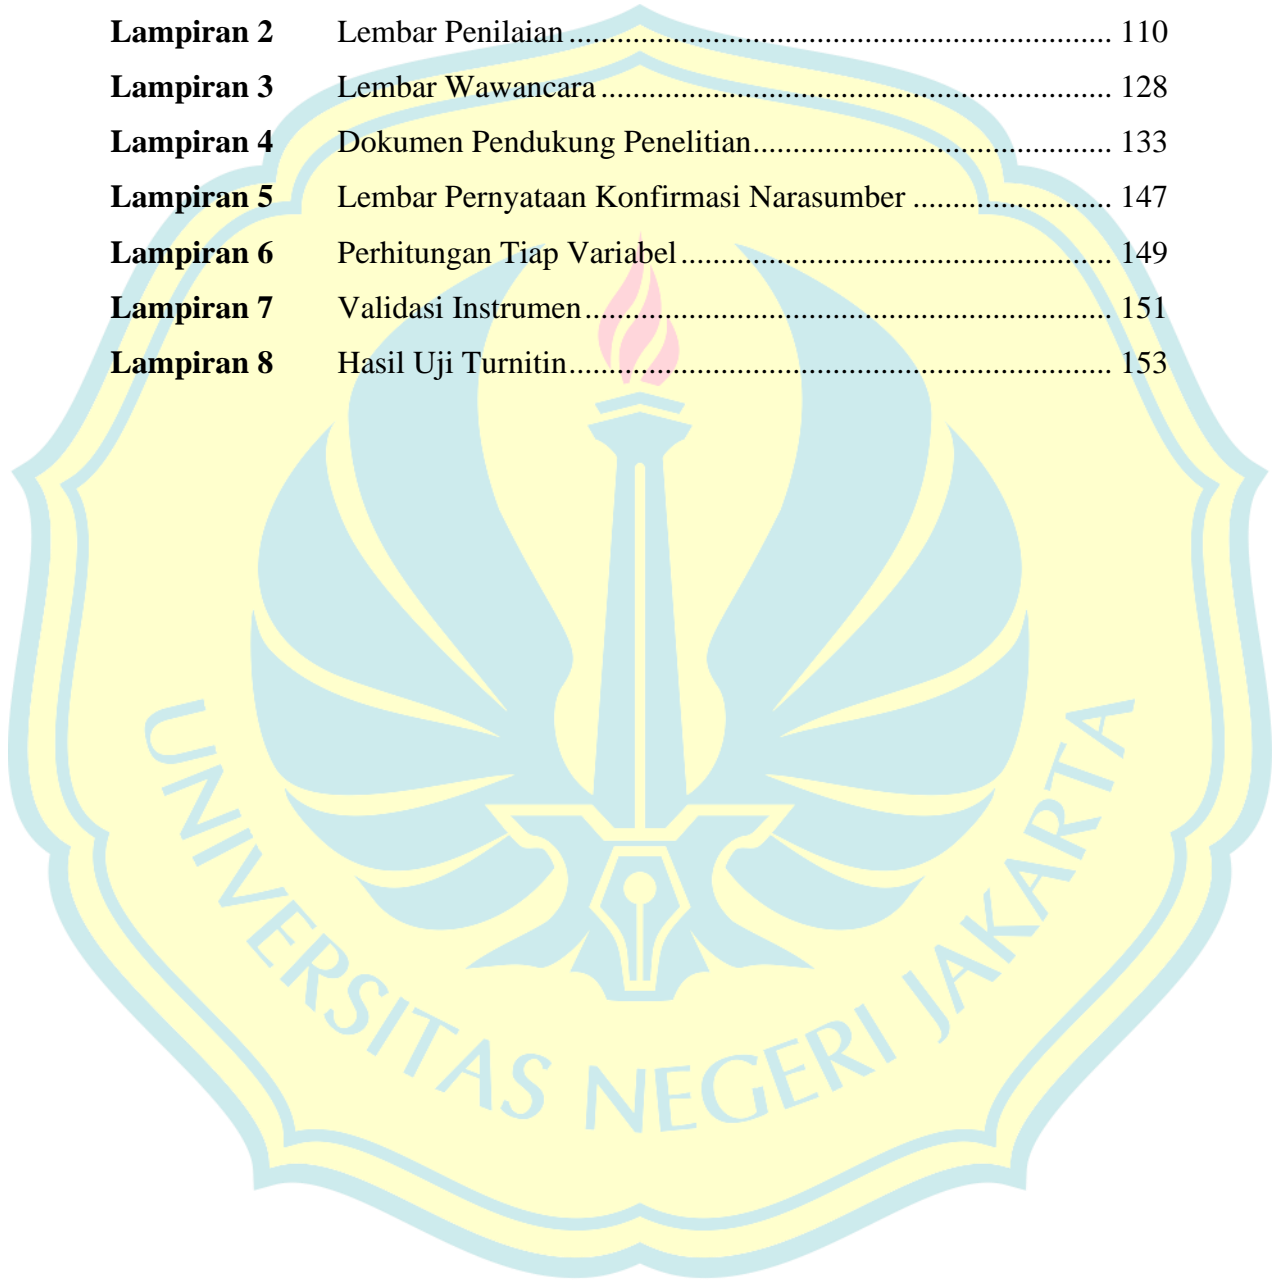 Lampiran 2 Lembar Penilaian ................................................................... 110
Lampiran 3 Lembar Wawancara ............................................................... 128
Lampiran 4 Dokumen Pendukung Penelitian............................................. 133
Lampiran 5 Lembar Pernyataan Konfirmasi Narasumber ......................... 147
Lampiran 6 Perhitungan Tiap Variabel...................................................... 149
Lampiran 7 Validasi Instrumen.................................................................. 151
Lampiran 8 Hasil Uji Turnitin.................................................................... 153
UNIVERSITAS NEGERI JAKARTA